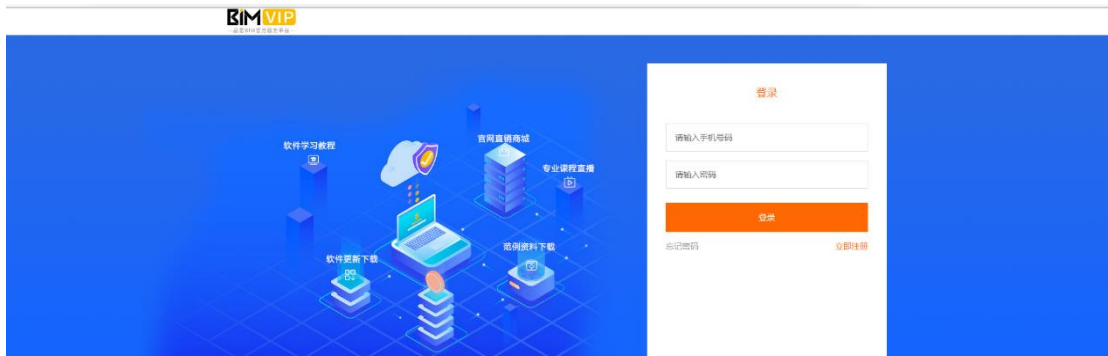 BIM VIP
官网直销商城
软件学习教程
专业课程直播
范例资料下载
软件更新下载
登录
请输入手机号码
请输入密码
登录
忘记密码
立即注册